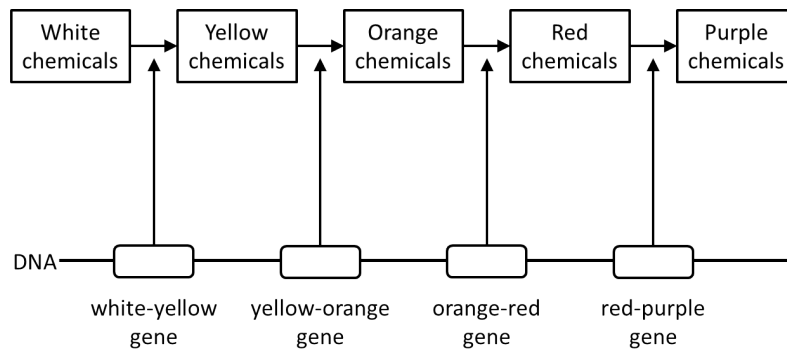 White
chemicals
Yellow
chemicals
Orange
chemicals
Red
chemicals
Purple
chemicals
DNA
white-yellow
gene
yellow-orange
gene
orange-red
gene
red-purple
gene